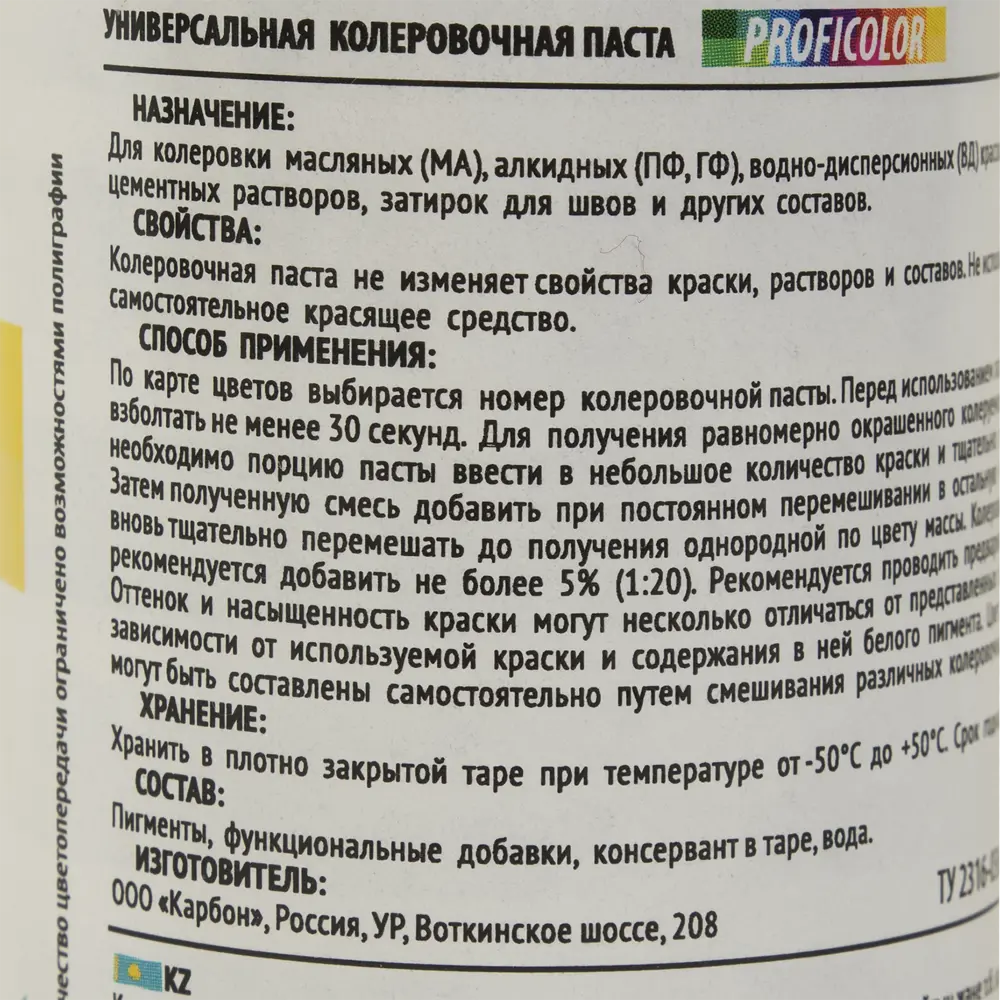 УНИВЕРСАЛЬНАЯ КОЛЕРОВОЧНАЯ ПАСТА PROFICOLOR
НАЗНАЧЕНИЕ:
Для колеровки масляных (МА), алкидных (ПФ, ГФ), водно-дисперсионных (ВД)
цементных растворов, затирок для швов и других составов.
СВОЙСТВА:
Колеровочная паста не изменяет свойства краски, растворов и составов. Не
самостоятельное красящее средство.
СПОСОБ ПРИМЕНЕНИЯ:
По карте цветов выбирается номер колеровочной пасты. Перед использованием
взболтать не менее 30 секунд. Для получения равномерно окрашенного
необходимо порцию пасты ввести в небольшое количество краски и
Затем полученную смесь добавить при постоянном перемешивании в
вновь тщательно перемешать до получения однородной по цвету массы.
рекомендуется добавить не более 5% (1:20). Рекомендуется проводить
Оттенок и насыщенность краски могут несколько отличаться от
зависимости от используемой краски и содержания в ней белого пигмента.
могут быть составлены самостоятельно путем смешивания различных
ХРАНЕНИЕ:
Хранить в плотно закрытой таре при температуре от -50°С до +50°С. Срок
СОСТАВ:
Пигменты, функциональные добавки, консервант в таре, вода.
ИЗГОТОВИТЕЛЬ:
ТУ 2316-
ООО «Карбон», Россия, УР, Воткинское шоссе, 208
KZ
чество цветопередачи ограничено возможностями полиграфии